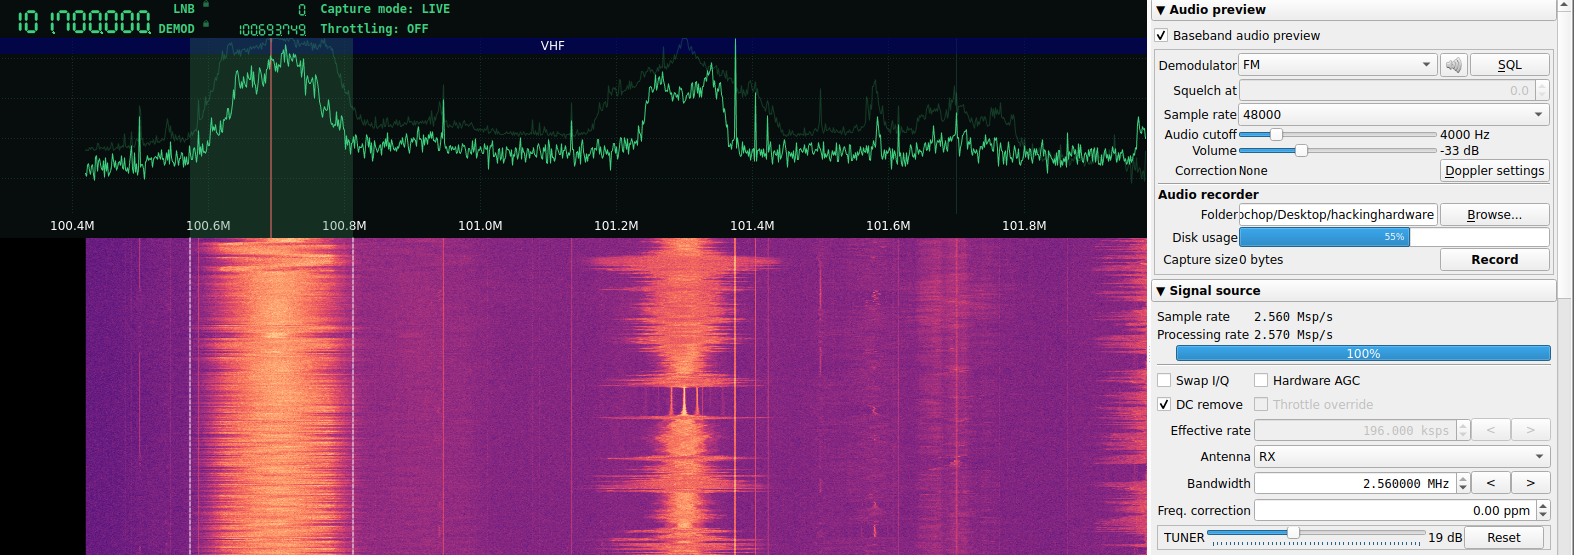 101700000 LNB 0. Capture mode: LIVE
DEMOD 100693749. Throttling: OFF
VHF
100.4M 100.6M 100.8M 101.0M 101.2M 101.4M 101.6M 101.8M
▼ Audio preview
Baseband audio preview
Demodulator FM SQL
Squelch at 0.0
Sample rate 48000
Audio cutoff 4000 Hz
Volume -33 dB
Correction None Doppler settings
Audio recorder
Folder ochop/Desktop/hackinghardware Browse...
Disk usage 55%
Capture size 0 bytes Record
▼ Signal source
Sample rate 2.560 Msp/s
Processing rate 2.570 Msp/s
100%
Swap I/Q Hardware AGC
DC remove Throttle override
Effective rate 196.000 ksps < >
Antenna RX
Bandwidth 2.560000 MHz < >
Freq. correction 0.00 ppm
TUNER 19 dB Reset